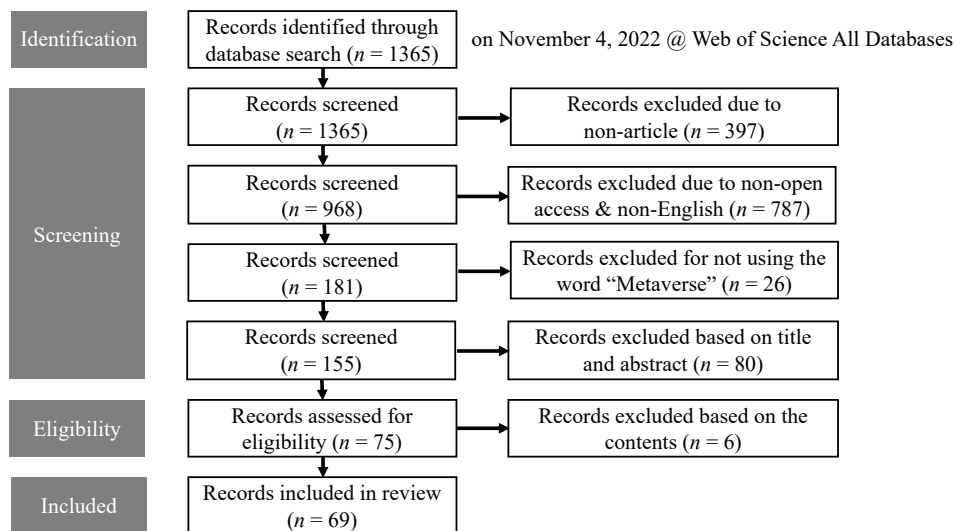 Identification
Records identified through
database search (n = 1365)
on November 4, 2022 @ Web of Science All Databases
Screening
Records screened
(n = 1365)
Records excluded due to
non-article (n = 397)
Records screened
(n = 968)
Records excluded due to non-open
access & non-English (n = 787)
Records screened
(n = 181)
Records excluded for not using the
word “Metaverse” (n = 26)
Records screened
(n = 155)
Records excluded based on title
and abstract (n = 80)
Eligibility
Records assessed for
eligibility (n = 75)
Records excluded based on the
contents (n = 6)
Included
Records included in review
(n = 69)